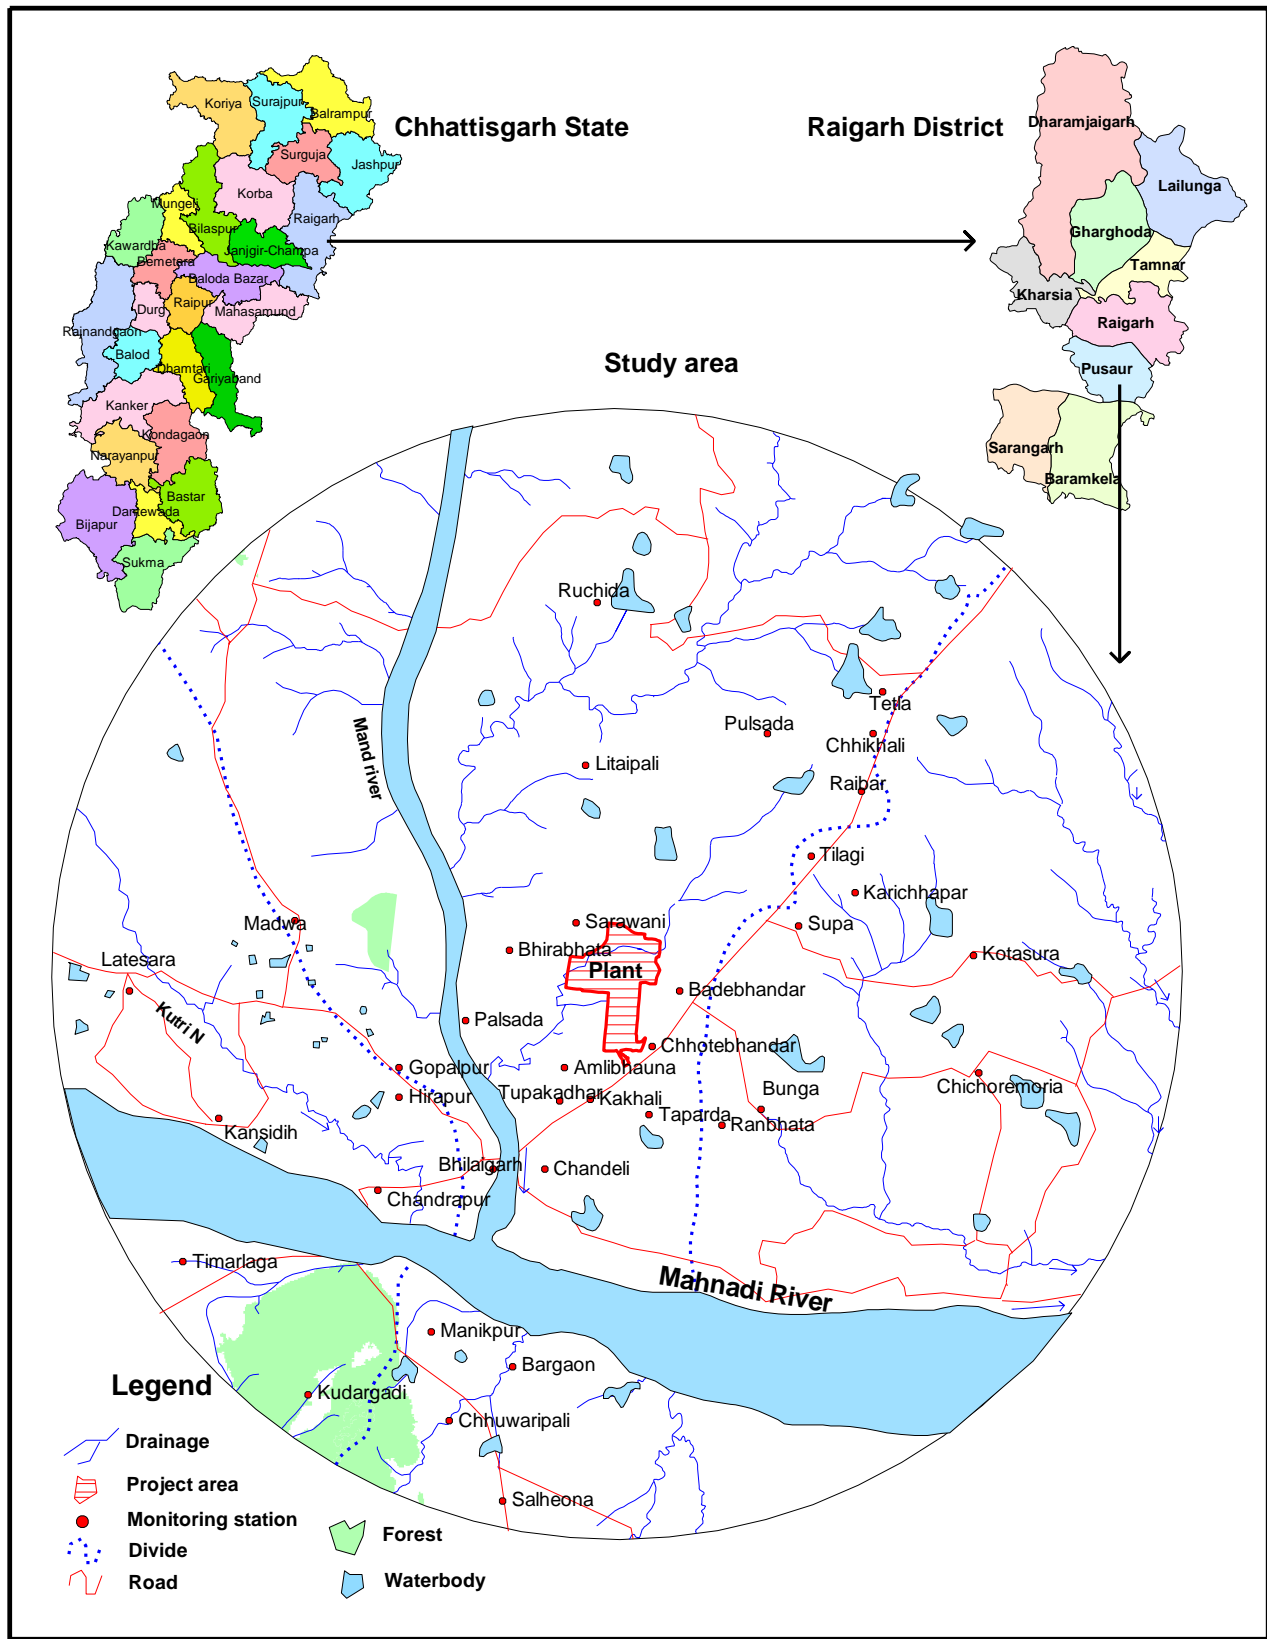 Chhattisgarh State
Raigarh District
Koriya
Surajpur
Balrampur
Surguja
Jashpur
Korba
Mungeli
Raigarh
Bilaspur
Kawardha
Janjgir-Champa
Bemetara
Baloda Bazar
Durg
Raipur
Mahasamund
Rajnandgaon
Balod
Dhamtari
Gariyaband
Kanker
Kondagaon
Narayanpur
Bastar
Dantewada
Bijapur
Sukma
Dharamjaigarh
Lailunga
Gharghoda
Tamnar
Kharsia
Raigarh
Pusaur
Sarangarh
Baramkela
Study area
Ruchida
Tetla
Pulsada
Chhikhali
Mand river
Litaipali
Raibar
Tilagi
Karichhapar
Madwa
Sarawani
Supa
Bhirabhata
Kotasura
Latesara
Plant
Badebhandar
Kutri N
Palsada
Chhotebhandar
Gopalpur
Amlibhauna
Bunga
Chichoremoria
Hirapur
Tupakadhar
Kakhali
Taparda
Ranbhata
Kansidih
Bhilaigarh
Chandeli
Chandrapur
Timarlaga
Mahnadi River
Manikpur
Bargaon
Kudargadi
Chhuwaripali
Salheona
Legend
Drainage
Project area
Monitoring station
Divide
Road
Forest
Waterbody